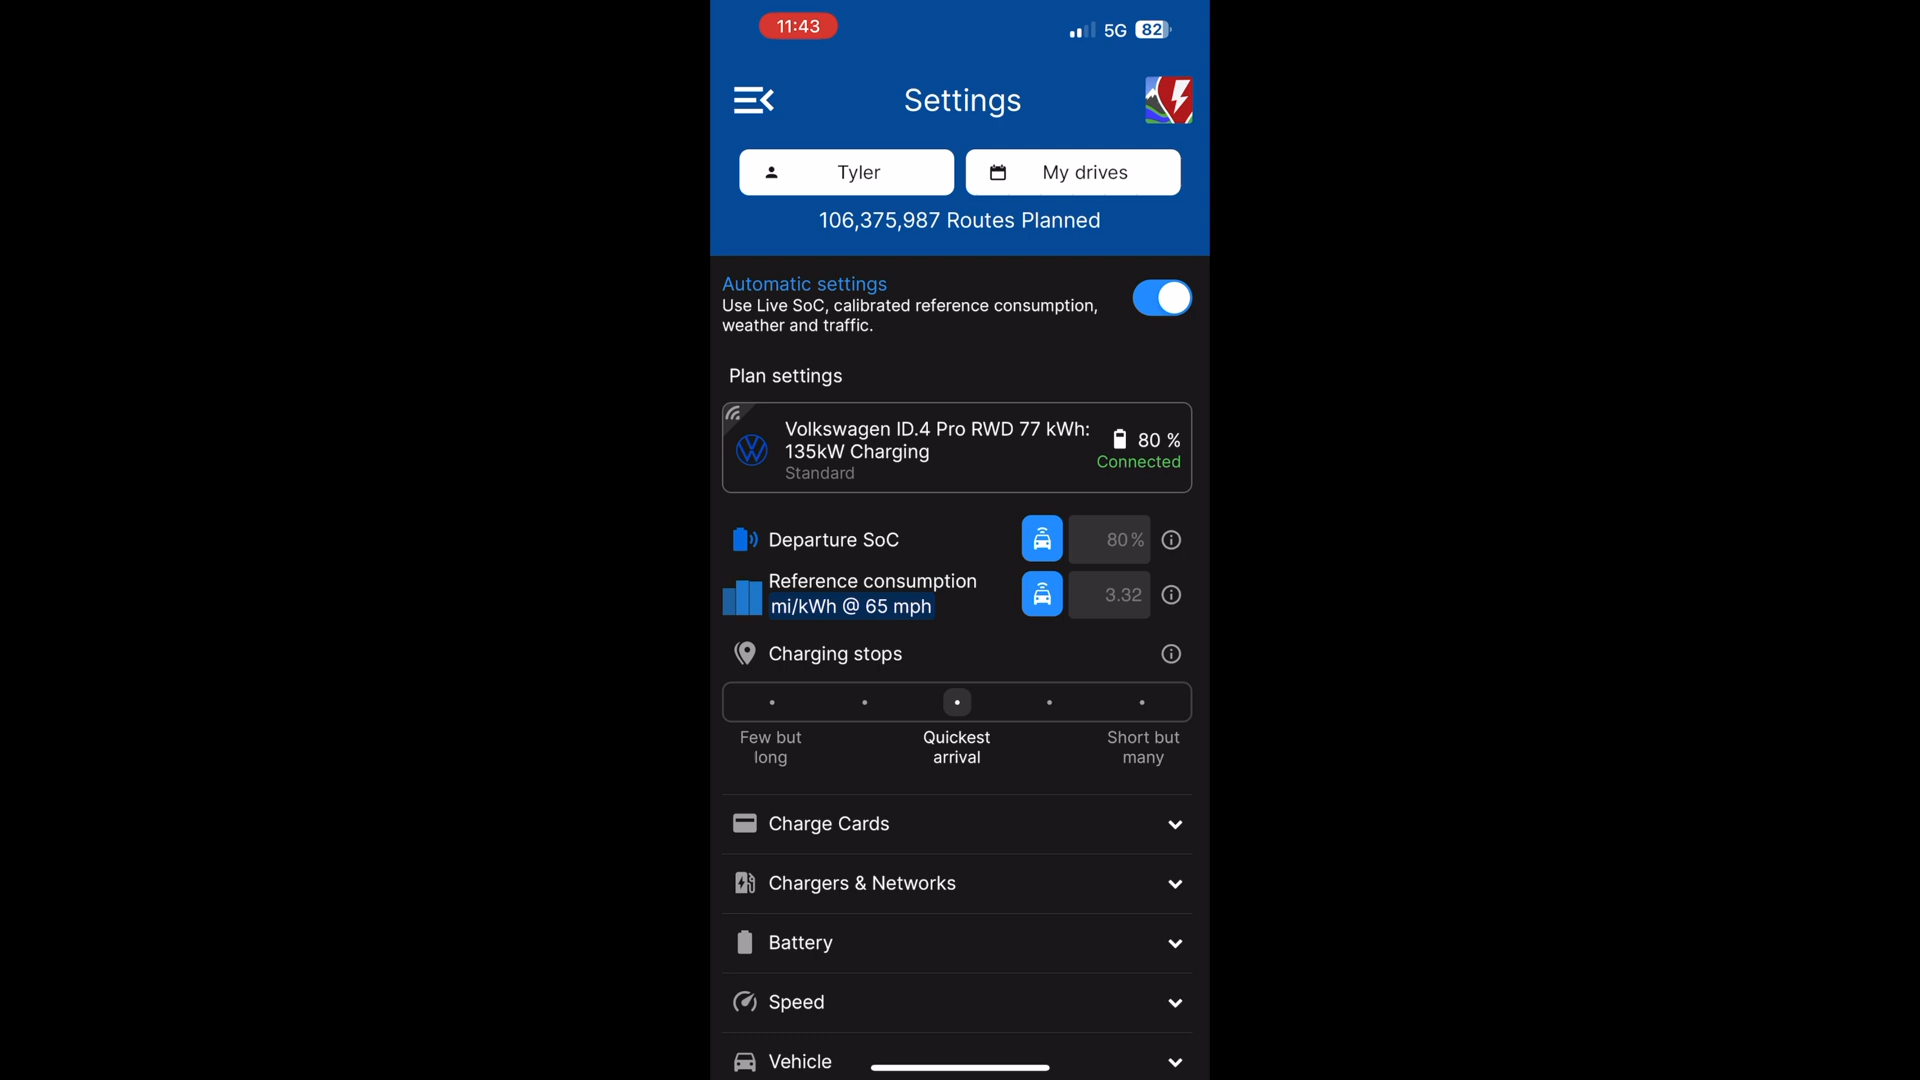 11:43
5G 82
Settings
Tyler
My drives
106,375,987 Routes Planned
Automatic settings
Use Live SoC, calibrated reference consumption,
weather and traffic.
Plan settings
Volkswagen ID.4 Pro RWD 77 kWh:
135kW Charging
Standard
80 %
Connected
Departure SoC
80%
Reference consumption
mi/kWh @ 65 mph
3.32
Charging stops
Few but
long
Quickest
arrival
Short but
many
Charge Cards
Chargers & Networks
Battery
Speed
Vehicle